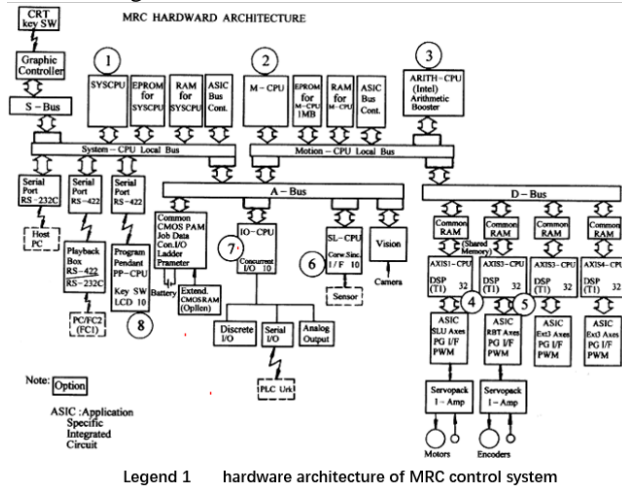 MRC HARDWARD ARCHITECTURE
CRT
key SW
Graphic
Controller
S-Bus
1
SYSCPU
EPROM
for
SYSCPU
RAM
for
SYSCPU
ASIC
Bus
Cont.
2
M-CPU
EPROM
for
M-CPU
1MB
RAM
for
M-CPU
ASIC
Bus
Cont.
3
ARITH-CPU
(Intel)
Arithmetic
Booster
System-CPU Local Bus
Motion-CPU Local Bus
A-Bus
D-Bus
Serial
Port
RS-232C
Serial
Port
RS-422
Serial
Port
RS-422
Host
PC
Playback
Box
RS-422
RS-232C
PC/FC2
(FC1)
Program
Pendant
PP-CPU
Key SW
LCD 10
8
Common
CMOS PAM
Job Data
Con.I/O
Ladder
Prameter
Battery
Extend.
CMOSRAM
(Opllen)
7
IO-CPU
Concurrent
I/O 10
6
SL-CPU
Corw.Sinc.
I/F 10
Sensor
Vision
Camera
Discrete
I/O
Serial
I/O
Analog
Output
PLC Urk
Common
RAM
(Shared
Memory)
Common
RAM
Common
RAM
Common
RAM
AXIS1-CPU
DSP
(T1) 32
AXIS3-CPU
DSP
(T1) 32
AXIS3-CPU
DSP
(T1) 32
AXIS4-CPU
DSP
(T1) 32
4
5
ASIC
SLU Axes
PG I/F
PWM
ASIC
RBT Axes
PG I/F
PWM
ASIC
Ext3 Axes
PG I/F
PWM
ASIC
Ext3 Axes
PG I/F
PWM
Servopack
1-Amp
Servopack
1-Amp
Motors
Encoders
Note: Option
ASIC :Application
Specific
Integrated
Circuit
Legend 1 hardware architecture of MRC control system